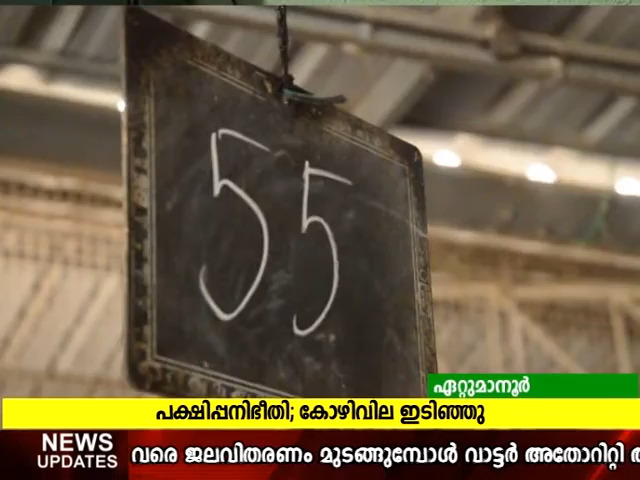 55
ഏറ്റുമാനൂർ
പക്ഷിപ്പനിഭീതി; കോഴിവില ഇടിഞ്ഞു
NEWS
UPDATES
വരെ ജലവിതരണം മുടങ്ങുമ്പോൾ വാട്ടർ അതോറിറ്റി